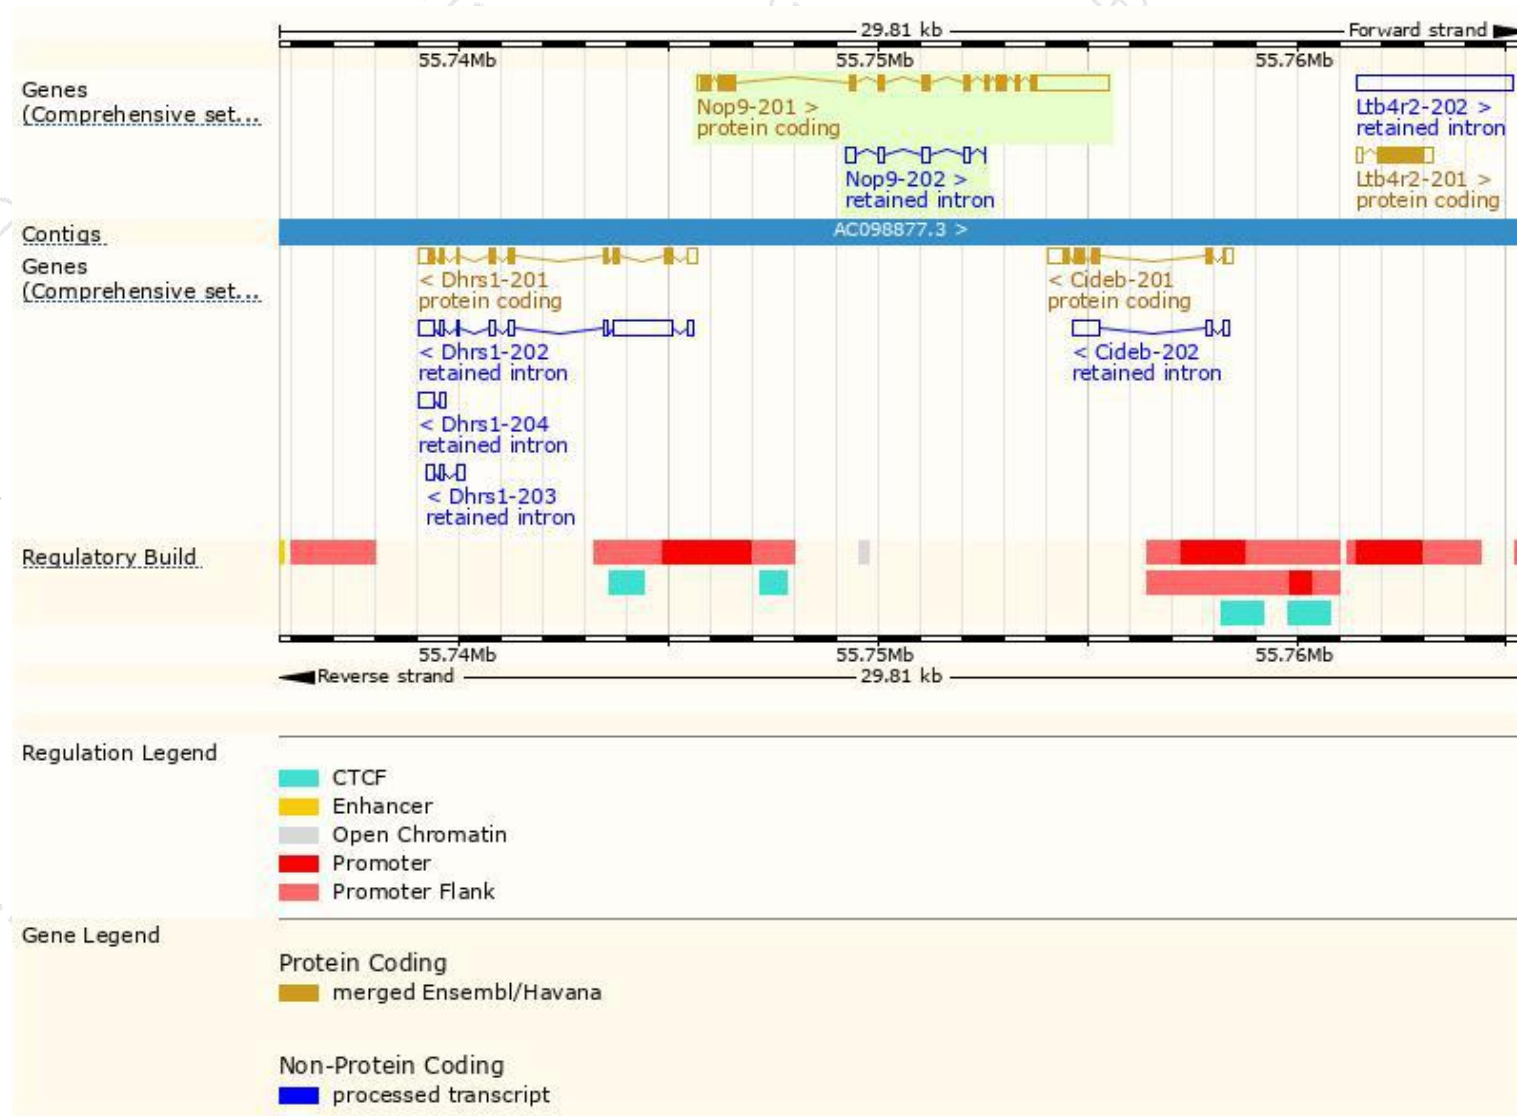 29.81 kb Forward strand
55.74Mb 55.75Mb 55.76Mb
Genes
(Comprehensive set...
Nop9-201 >
protein coding
Ltb4r2-202 >
retained intron
Nop9-202 >
retained intron
Ltb4r2-201 >
protein coding
Contigs
AC098877.3 >
Genes
(Comprehensive set...
< Dhrs1-201
protein coding
< Cideb-201
protein coding
< Dhrs1-202
retained intron
< Cideb-202
retained intron
< Dhrs1-204
retained intron
< Dhrs1-203
retained intron
Regulatory Build
55.74Mb 55.75Mb 55.76Mb
Reverse strand 29.81 kb
Regulation Legend
CTCF
Enhancer
Open Chromatin
Promoter
Promoter Flank
Gene Legend
Protein Coding
merged Ensembl/Havana
Non-Protein Coding
processed transcript